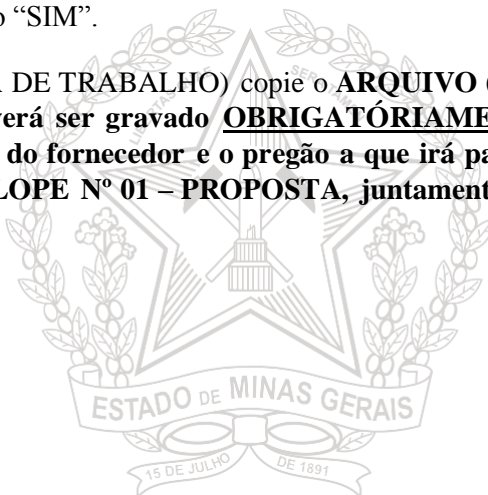 o “SIM”.
DE TRABALHO) copie o ARQUIVO
verá ser gravado OBRIGATÓRIAME
do fornecedor e o pregão a que irá pa
LOPE Nº 01 – PROPOSTA, juntament
ESTADO DE MINAS GERAIS
15 DE JULHO DE 1891